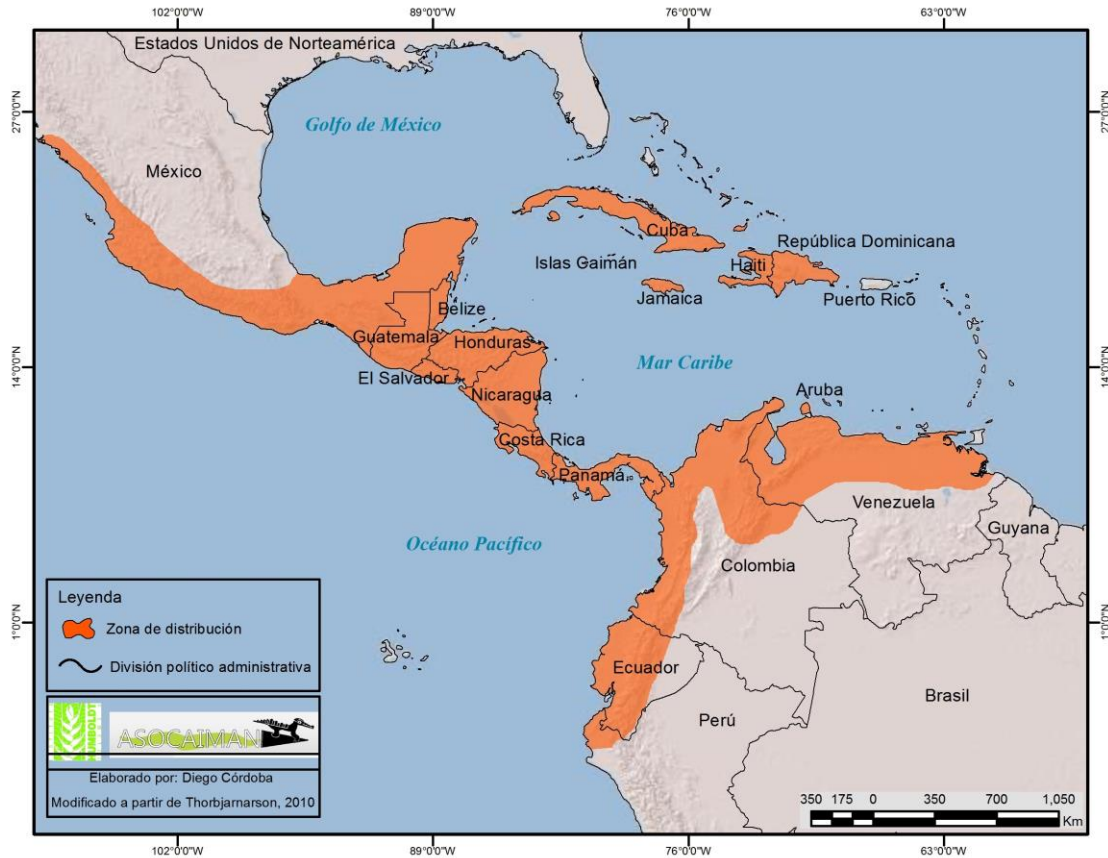 102°0'0"W
89°0'0"W
76°0'0"W
63°0'0"W
Estados Unidos de Norteamérica
27°0'0"N
27°0'0"N
Golfo de México
México
Cuba
República Dominicana
Islas Gaimán
Haiti
Jamaica
Puerto Rico
Belize
Guatemala
Honduras
14°0'0"N
14°0'0"N
Mar Caribe
El Salvador
Nicaragua
Aruba
Costa Rica
Panamá
Venezuela
Guyana
Océano Pacífico
Colombia
Leyenda
Zona de distribución
División político administrativa
1°0'0"N
1°0'0"N
Ecuador
Brasil
Perú
HUMBOLDT
ASOCAIMAN
Elaborado por: Diego Córdoba
Modificado a partir de Thorbjarnarson, 2010
350 175 0 350 700 1,050
Km
102°0'0"W
89°0'0"W
76°0'0"W
63°0'0"W